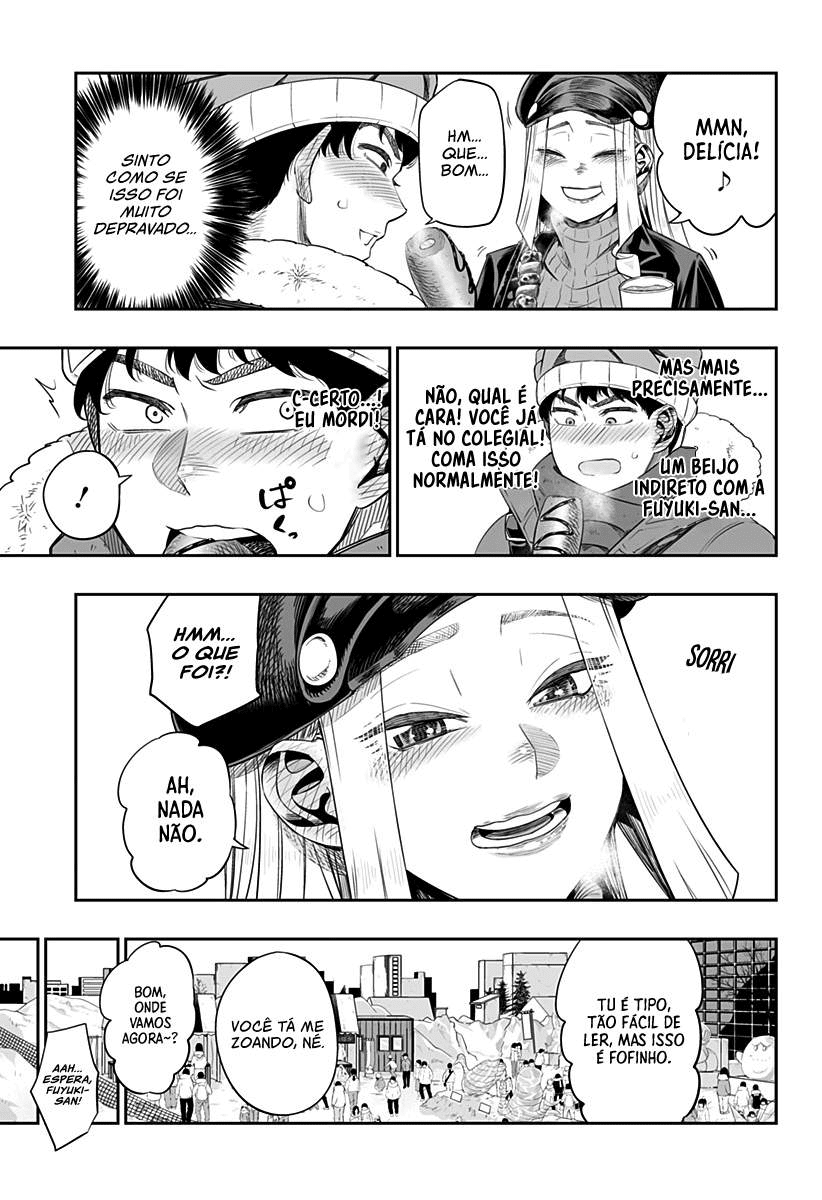 MMN,
DELÍCIA!
♪
HM...
QUE...
BOM...
SINTO
COMO SE
ISSO FOI
MUITO
DEPRAVADO...
MAS MAIS
PRECISAMENTE...
UM BEIJO
INDIRETO COM A
FUYUKI-SAN...
NÃO, QUAL É
CARA! VOCÊ JÁ
TÁ NO COLEGIAL!
COMA ISSO
NORMALMENTE!
C-CERTO...!
EU MORDI!
ぱくっ
!
SORRI
HMM...
O QUE
FOI?!
AH,
NADA
NÃO.
TU É TIPO,
TÃO FÁCIL DE
LER, MAS ISSO
É FOFINHO.
VOCÊ TÁ ME
ZOANDO, NÉ.
BOM,
ONDE
VAMOS
AGORA~?
AAH...
ESPERA,
FUYUKI-
SAN!